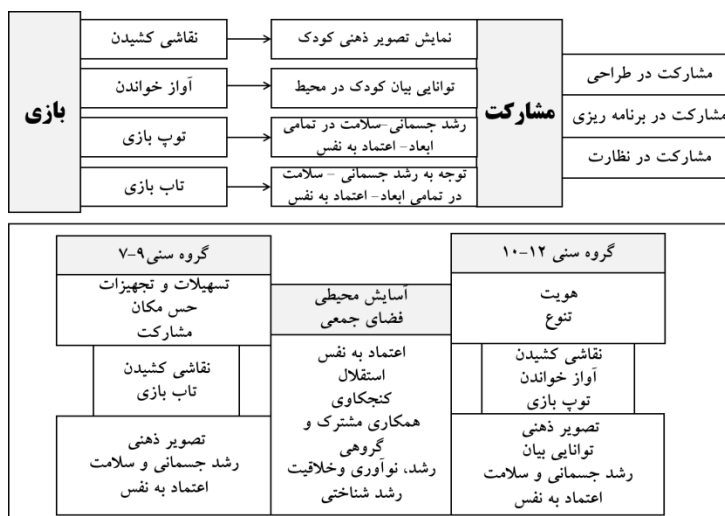 بازی
نقاشی کشیدن
نمایش تصویر ذهنی کودک
آواز خواندن
توانایی بیان کودک در محیط
توپ بازی
رشد جسمانی-سلامت در تمامی
ابعاد- اعتماد به نفس
تاب بازی
توجه به رشد جسمانی - سلامت
در تمامی ابعاد- اعتماد به نفس
مشارکت
مشارکت در طراحی
مشارکت در برنامه ریزی
مشارکت در نظارت
گروه سنی ۱۲-۱۰
هویت
تنوع
نقاشی کشیدن
آواز خواندن
توپ بازی
تصویر ذهنی
توانایی بیان
رشد جسمانی و سلامت
اعتماد به نفس
آسایش محیطی
فضای جمعی
اعتماد به نفس
استقلال
کنجکاوی
همکاری مشترک و
گروهی
رشد، نوآوری وخلاقیت
رشد شناختی
گروه سنی۹-۷
تسهیلات و تجهیزات
حس مکان
مشارکت
نقاشی کشیدن
تاب بازی
تصویر ذهنی
رشد جسمانی و سلامت
اعتماد به نفس